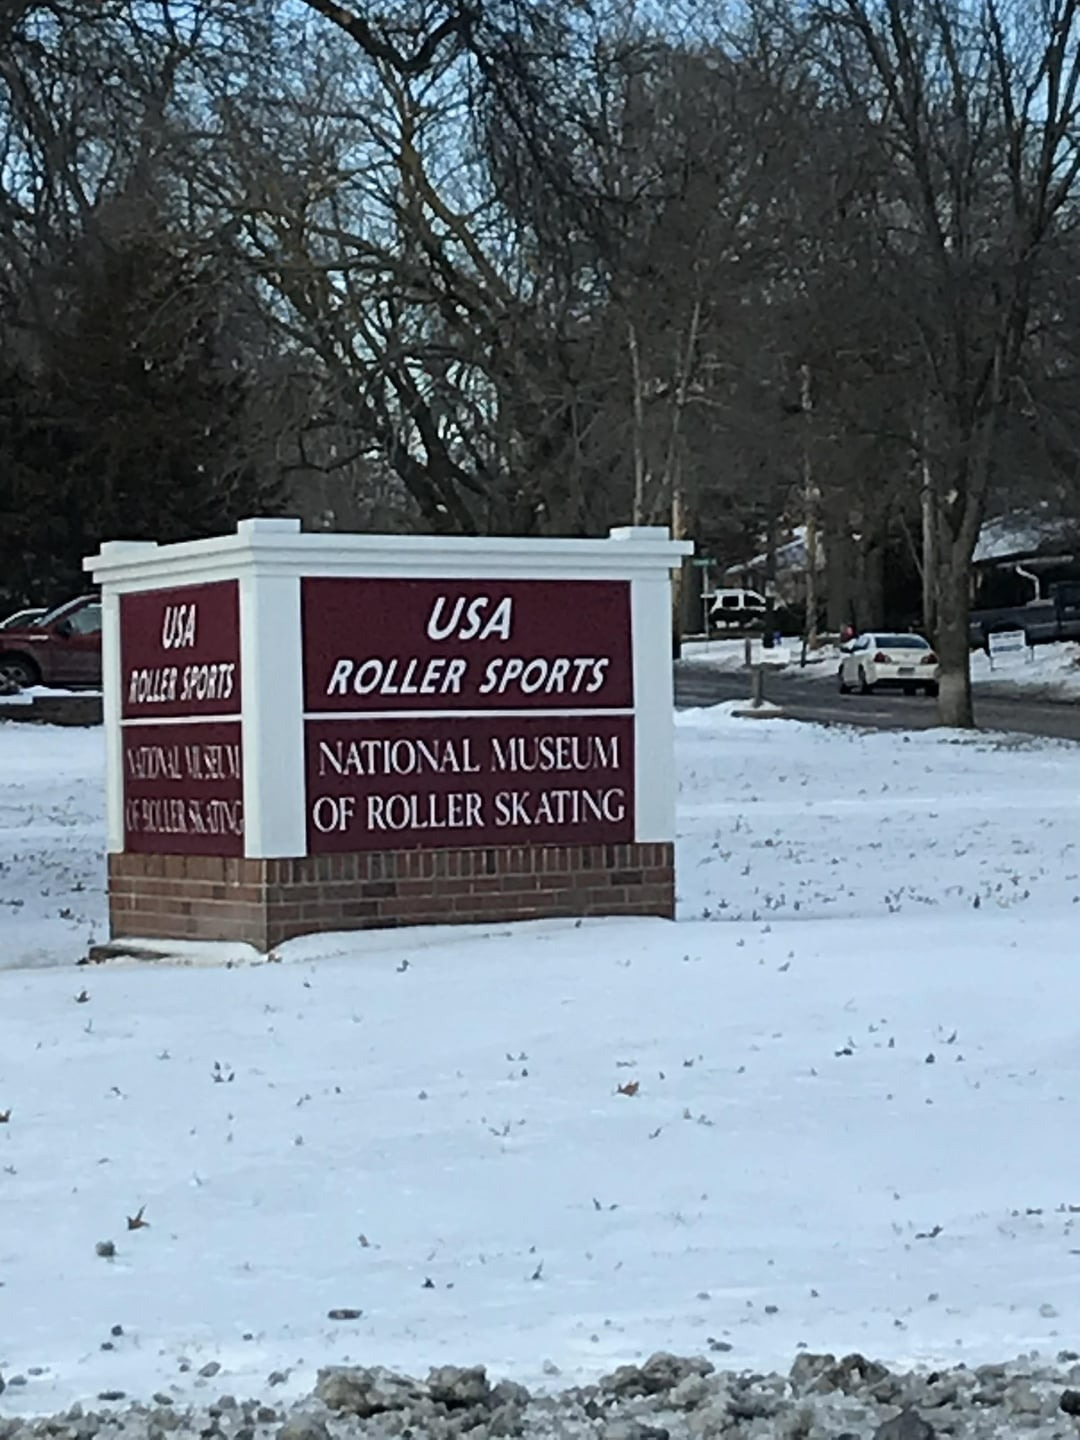 USA
ROLLER SPORTS
NATIONAL MUSEUM
OF ROLLER SKATING
USA
ROLLER SPORTS
NATIONAL MUSEUM
OF ROLLER SKATING